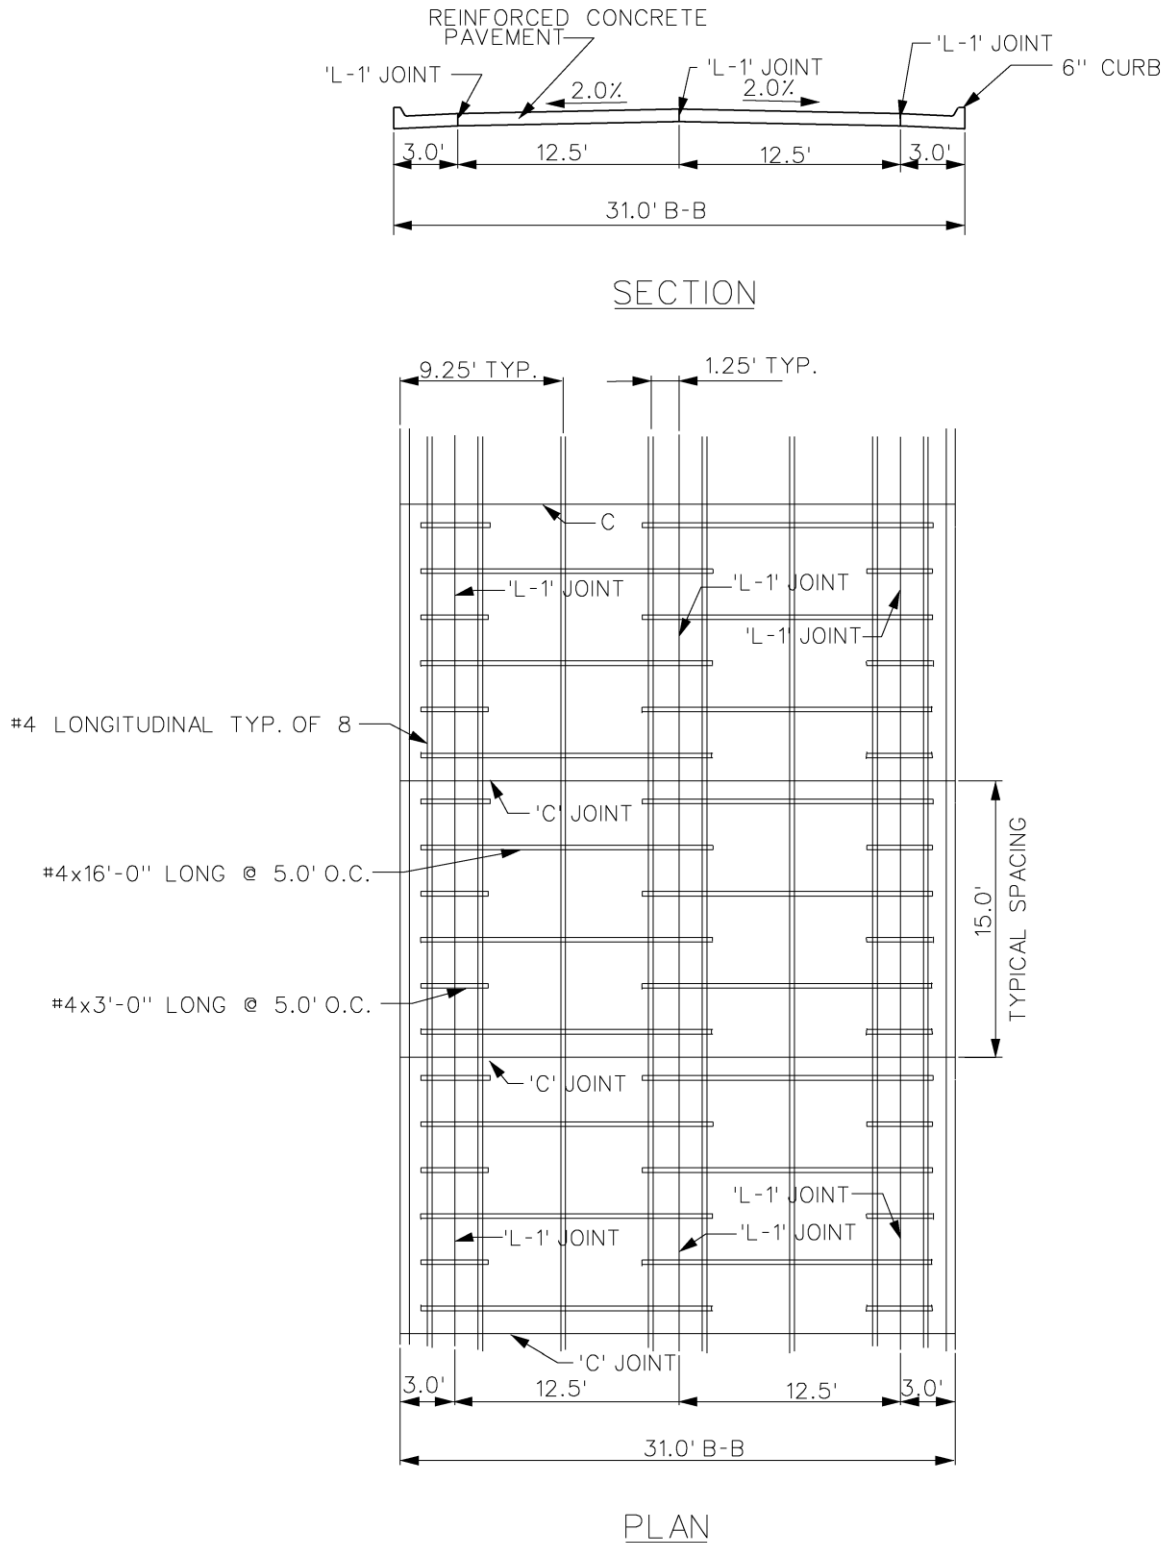 REINFORCED CONCRETE
PAVEMENT
'L-1' JOINT
'L-1' JOINT
'L-1' JOINT
6" CURB
2.0%
2.0%
3.0'
12.5'
12.5'
3.0'
31.0' B-B
SECTION
9.25' TYP.
1.25' TYP.
C
'L-1' JOINT
'L-1' JOINT
'L-1' JOINT
#4 LONGITUDINAL TYP. OF 8
'C' JOINT
#4x16'-0" LONG @ 5.0' O.C.
15.0'
TYPICAL SPACING
#4x3'-0" LONG @ 5.0' O.C.
'C' JOINT
'L-1' JOINT
'L-1' JOINT
'L-1' JOINT
'C' JOINT
3.0'
12.5'
12.5'
3.0'
31.0' B-B
PLAN